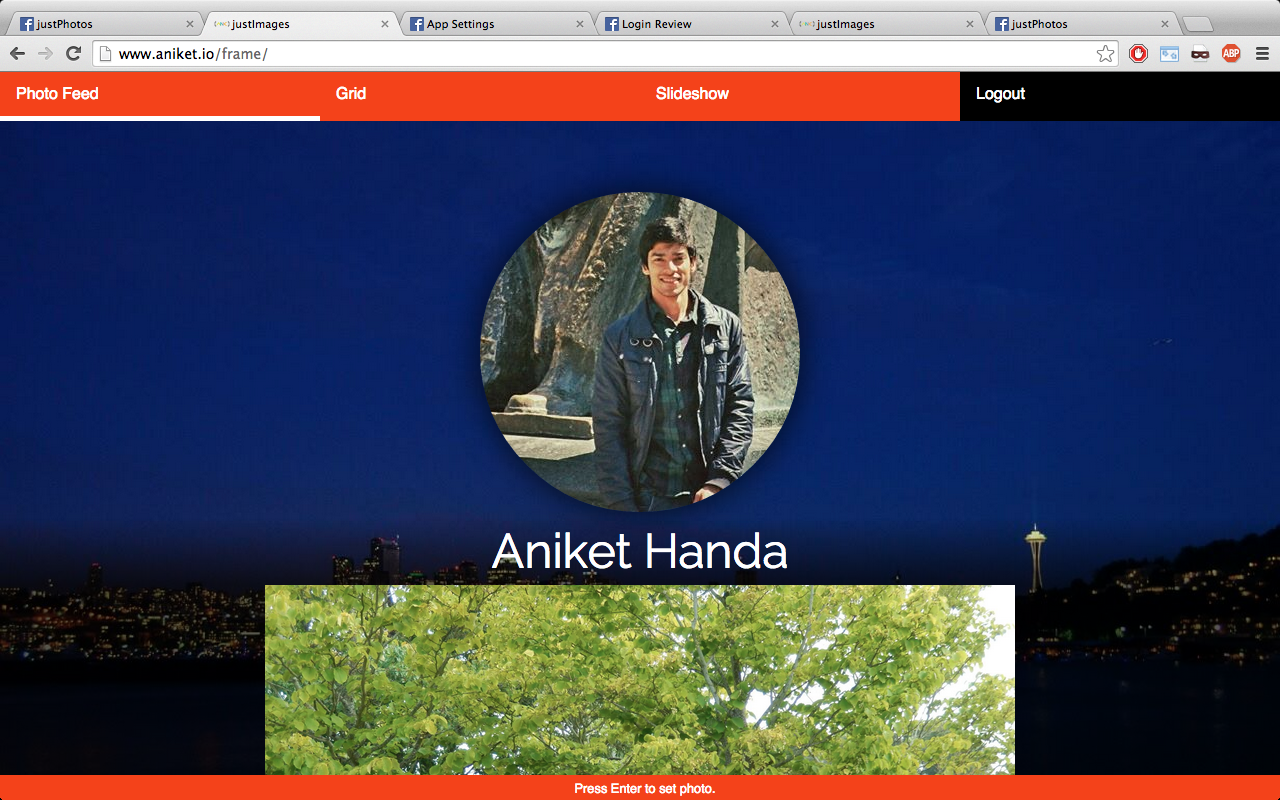 justPhotos justImages App Settings Login Review justImages justPhotos
www.aniket.io/frame/
ABP
Photo Feed Grid Slideshow Logout
Aniket Handa
Press Enter to set photo.